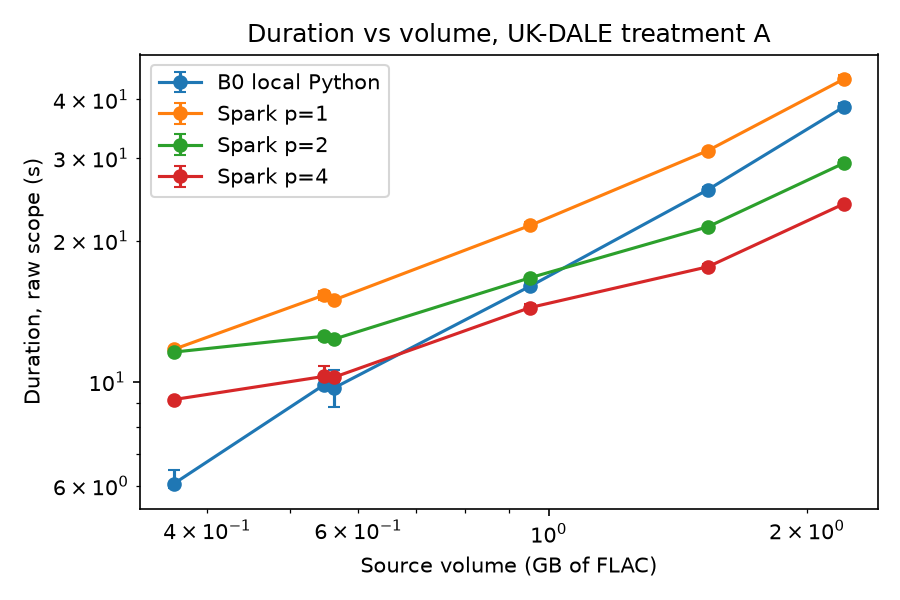 Duration vs volume, UK-DALE treatment A
B0 local Python
Spark p=1
Spark p=2
Spark p=4
Duration, raw scope (s)
4 × 10¹
3 × 10¹
2 × 10¹
10¹
6 × 10⁰
4 × 10⁻¹
6 × 10⁻¹
10⁰
2 × 10⁰
Source volume (GB of FLAC)